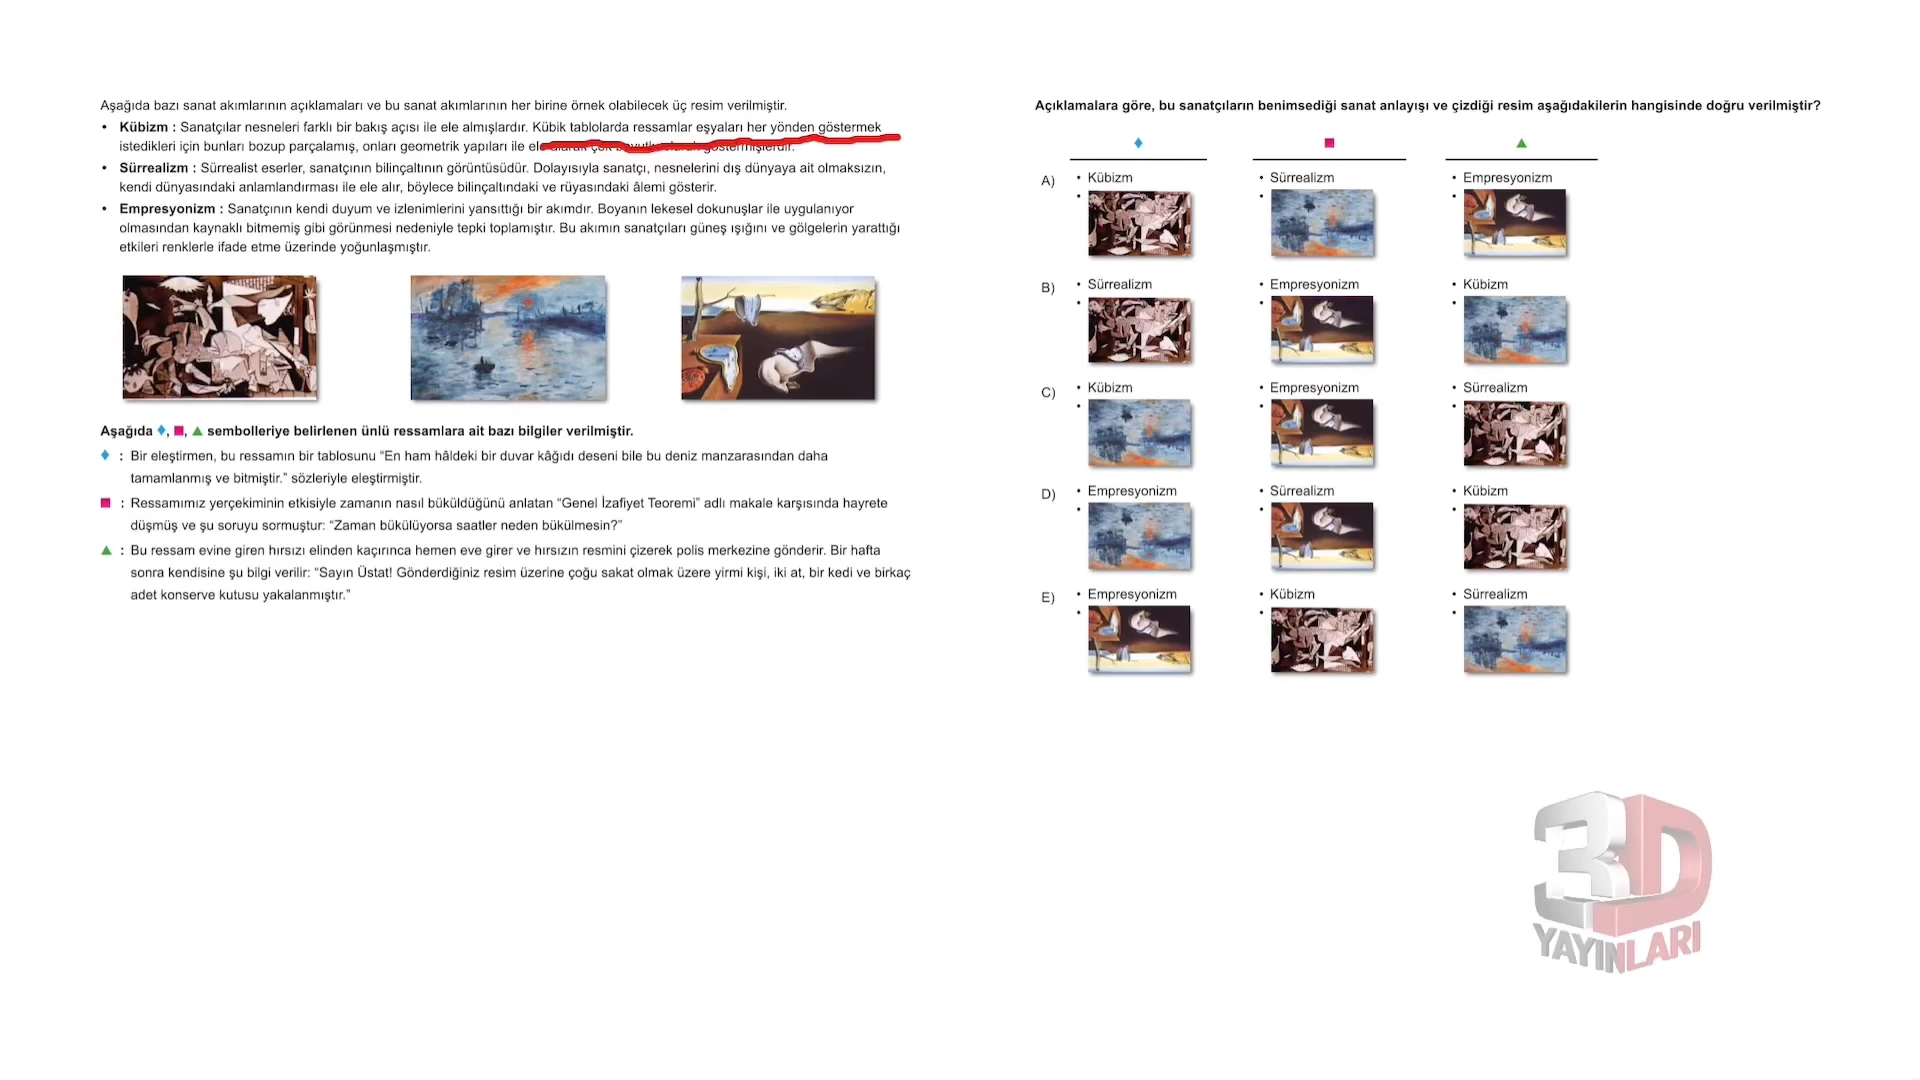 Aşağıda bazı sanat akımlarının açıklamaları ve bu sanat akımlarının her birine örnek olabilecek üç resim verilmiştir.
• Kübizm : Sanatçılar nesneleri farklı bir bakış açısı ile ele almışlardır. Kübik tablolarda ressamlar eşyaları her yönden göstermek
istedikleri için bunları bozup parçalamış, onları geometrik yapıları ile ele alarak çok boyutlu olarak göstermişlerdir.
• Sürrealizm : Sürrealist eserler, sanatçının bilinçaltının görüntüsüdür. Dolayısıyla sanatçı, nesnelerini dış dünyaya ait olmaksızın,
kendi dünyasındaki anlamlandırması ile ele alır, böylece bilinçaltındaki ve rüyasındaki âlemi gösterir.
• Empresyonizm : Sanatçının kendi duyum ve izlenimlerini yansıttığı bir akımdır. Boyanın lekesel dokunuşlar ile uygulanıyor
olmasından kaynaklı bitmemiş gibi görünmesi nedeniyle tepki toplamıştır. Bu akımın sanatçıları güneş ışığını ve gölgelerin yarattığı
etkileri renklerle ifade etme üzerinde yoğunlaşmıştır.
Aşağıda ♦, ■, ▲ sembolleriye belirlenen ünlü ressamlara ait bazı bilgiler verilmiştir.
♦ : Bir eleştirmen, bu ressamın bir tablosunu “En ham hâldeki bir duvar kâğıdı deseni bile bu deniz manzarasından daha
tamamlanmış ve bitmiştir.” sözleriyle eleştirmiştir.
■ : Ressamımız yerçekiminin etkisiyle zamanın nasıl büküldüğünü anlatan “Genel İzafiyet Teoremi” adlı makale karşısında hayrete
düşmüş ve şu soruyu sormuştur: “Zaman bükülüyorsa saatler neden bükülmesin?”
▲ : Bu ressam evine giren hırsızı elinden kaçırınca hemen eve girer ve hırsızın resmini çizerek polis merkezine gönderir. Bir hafta
sonra kendisine şu bilgi verilir: “Sayın Üstat! Gönderdiğiniz resim üzerine çoğu sakat olmak üzere yirmi kişi, iki at, bir kedi ve birkaç
adet konserve kutusu yakalanmıştır.”
Açıklamalara göre, bu sanatçıların benimsediği sanat anlayışı ve çizdiği resim aşağıdakilerin hangisinde doğru verilmiştir?
♦ ■ ▲
A) • Kübizm • Sürrealizm • Empresyonizm
B) • Sürrealizm • Empresyonizm • Kübizm
C) • Kübizm • Empresyonizm • Sürrealizm
D) • Empresyonizm • Sürrealizm • Kübizm
E) • Empresyonizm • Kübizm • Sürrealizm
3D
YAYINLARI